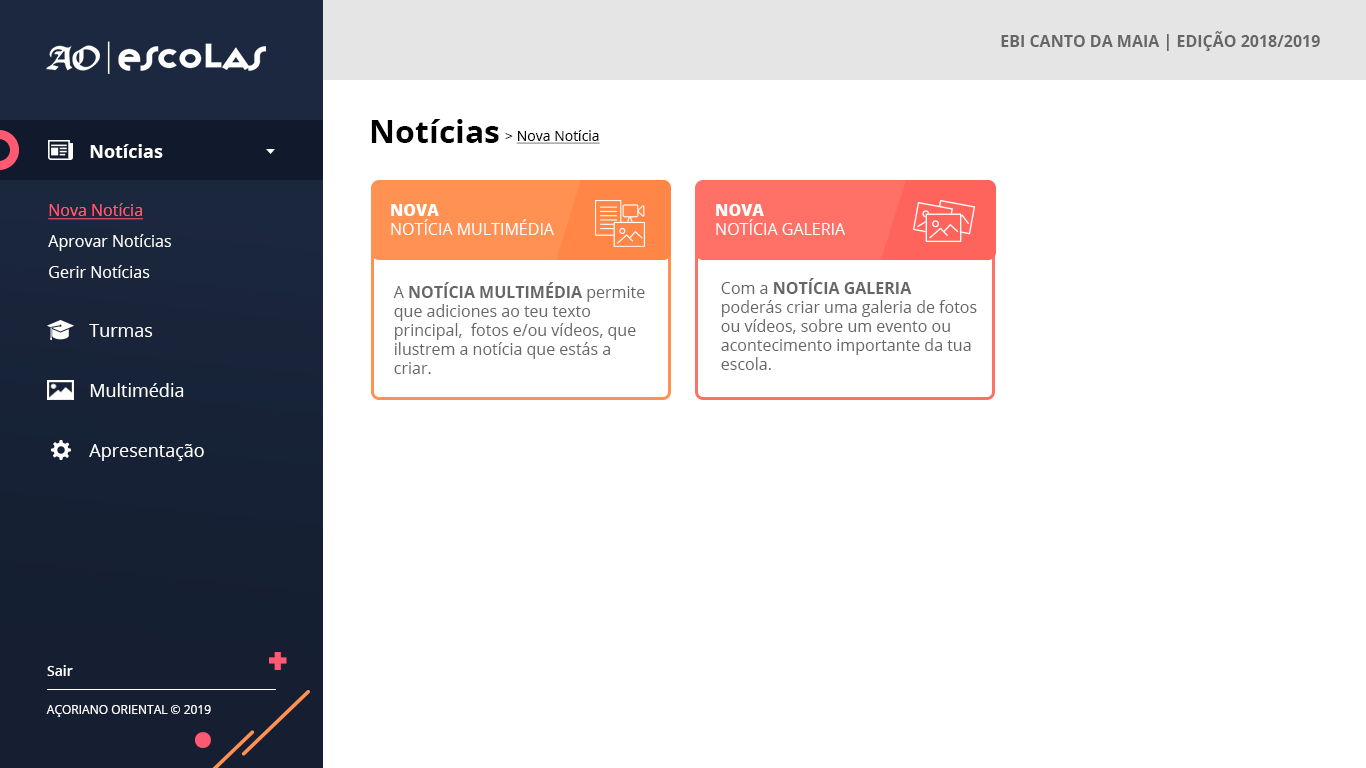 AO | escolas
EBI CANTO DA MAIA | EDIÇÃO 2018/2019
Notícias
Nova Notícia
Aprovar Notícias
Gerir Notícias
Turmas
Multimédia
Apresentação
Sair
AÇORIANO ORIENTAL © 2019
Notícias > Nova Notícia
NOVA
NOTÍCIA MULTIMÉDIA
A NOTÍCIA MULTIMÉDIA permite
que adiciones ao teu texto
principal,  fotos e/ou vídeos, que
ilustrem a notícia que estás a
criar.
NOVA
NOTÍCIA GALERIA
Com a NOTÍCIA GALERIA
poderás criar uma galeria de fotos
ou vídeos, sobre um evento ou
acontecimento importante da tua
escola.